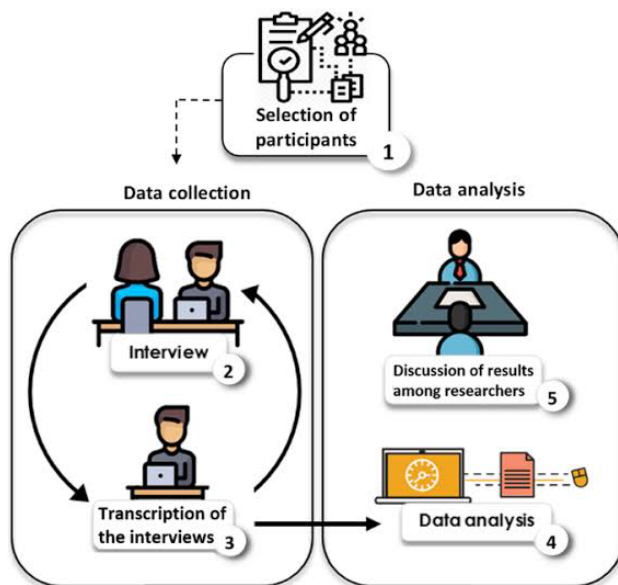 Selection of
participants
1
Data collection
Interview
2
Transcription of
the interviews
3
Data analysis
Discussion of results
among researchers
5
Data analysis
4